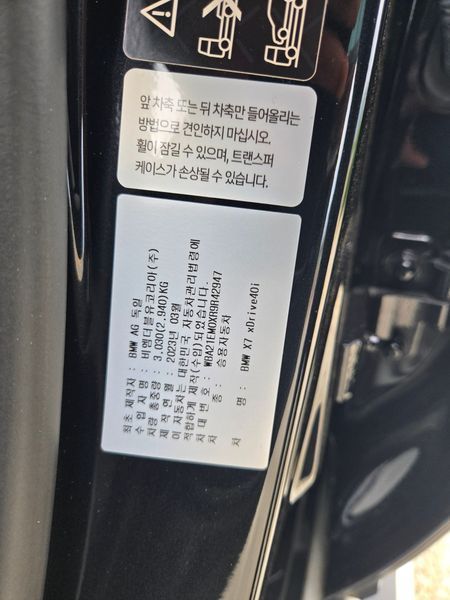 앞 차축 또는 뒤 차축만 들어올리는
방법으로 견인하지 마십시오.
휠이 잠길 수 있으며, 트랜스퍼
케이스가 손상될 수 있습니다.
최초 제작자 : BMW AG 독일
수 입 자 명 : 비엠더블유코리아(주)
차량 총중량 : 3,030(2,940)KG
제 작 연 월 : 2023년 03월
이 자동차는 대한민국 자동차관리법령에
적합하게 제작(수입)되었습니다.
차 대 번 호 : WBA21EM0XR9R42947
차 종 : 승용자동차
차 명 : BMW X7 xDrive40i